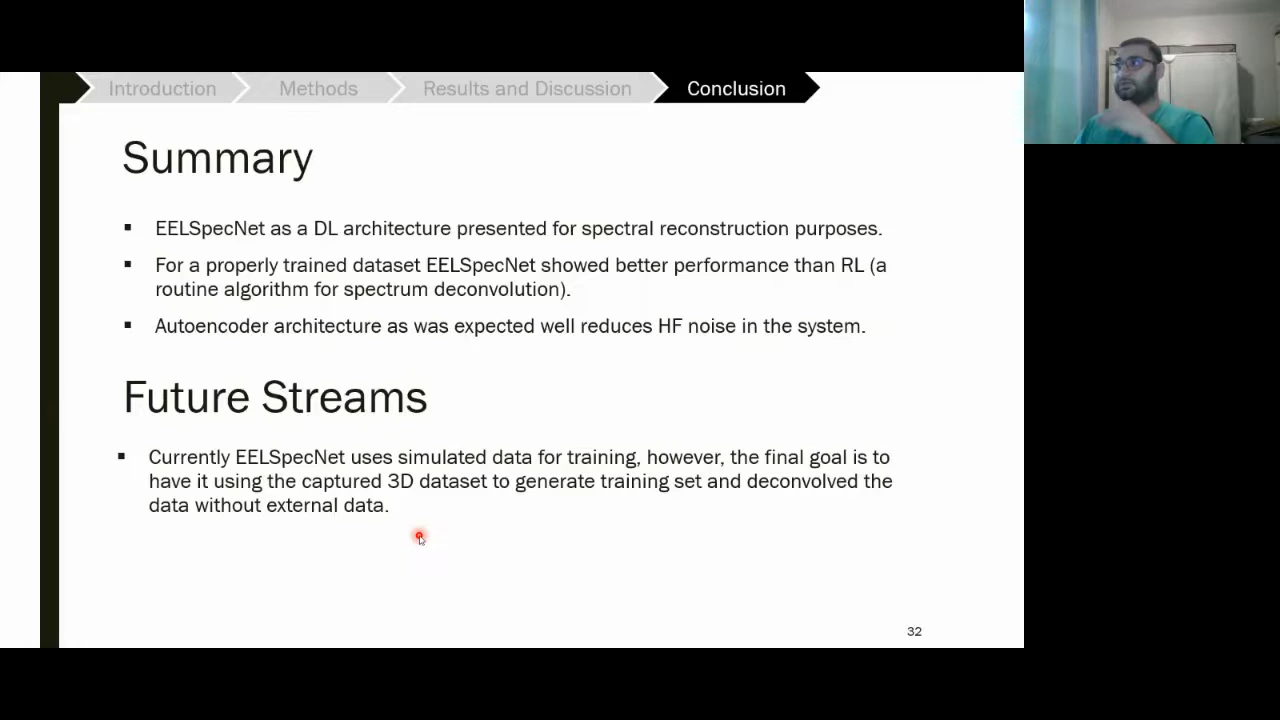 Introduction
Methods
Results and Discussion
Conclusion
Summary
▪ EELSpecNet as a DL architecture presented for spectral reconstruction purposes.
▪ For a properly trained dataset EELSpecNet showed better performance than RL (a
routine algorithm for spectrum deconvolution).
▪ Autoencoder architecture as was expected well reduces HF noise in the system.
Future Streams
▪ Currently EELSpecNet uses simulated data for training, however, the final goal is to
have it using the captured 3D dataset to generate training set and deconvolved the
data without external data.
32